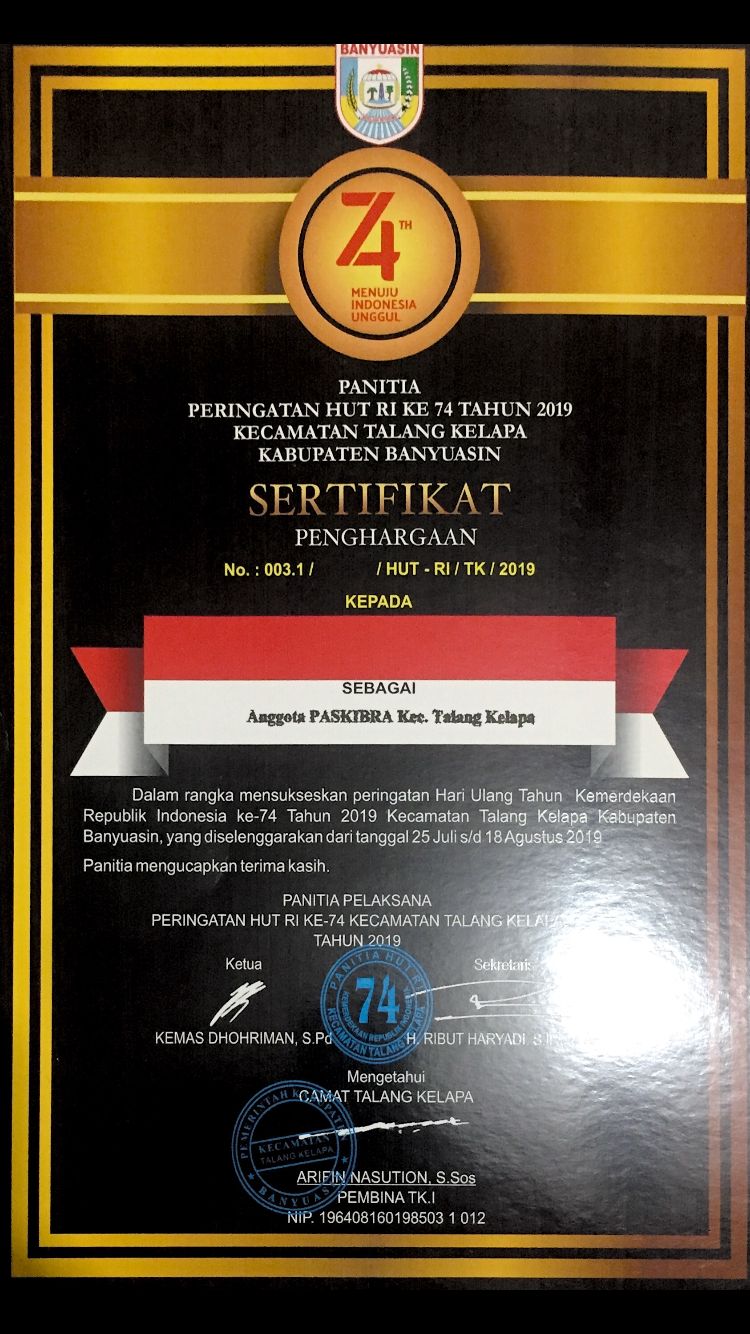 BANYUASIN
74 TH
MENUJU
INDONESIA
UNGGUL
PANITIA
PERINGATAN HUT RI KE 74 TAHUN 2019
KECAMATAN TALANG KELAPA
KABUPATEN BANYUASIN
SERTIFIKAT
PENGHARGAAN
No. : 003.1 / / HUT - RI / TK / 2019
KEPADA
SEBAGAI
Anggota PASKIBRA Kec. Talang Kelapa
Dalam rangka mensukseskan peringatan Hari Ulang Tahun Kemerdekaan
Republik Indonesia ke-74 Tahun 2019 Kecamatan Talang Kelapa Kabupaten
Banyuasin, yang diselenggarakan dari tanggal 25 Juli s/d 18 Agustus 2019
Panitia mengucapkan terima kasih.
PANITIA PELAKSANA
PERINGATAN HUT RI KE-74 KECAMATAN TALANG KELAPA
TAHUN 2019
Ketua Sekretaris
PANITIA HUT RI
74
KEMERDEKAAN REPUBLIK INDONESIA
KECAMATAN TALANG KELAPA
KEMAS DHOHRIMAN, S.Pd H. RIBUT HARYADI.
Mengetahui
CAMAT TALANG KELAPA
PEMERINTAH KABUPATEN
KECAMATAN
TALANG KELAPA
BANYUASIN
ARIFIN NASUTION, S.Sos
PEMBINA TK.I
NIP. 196408160198503 1 012